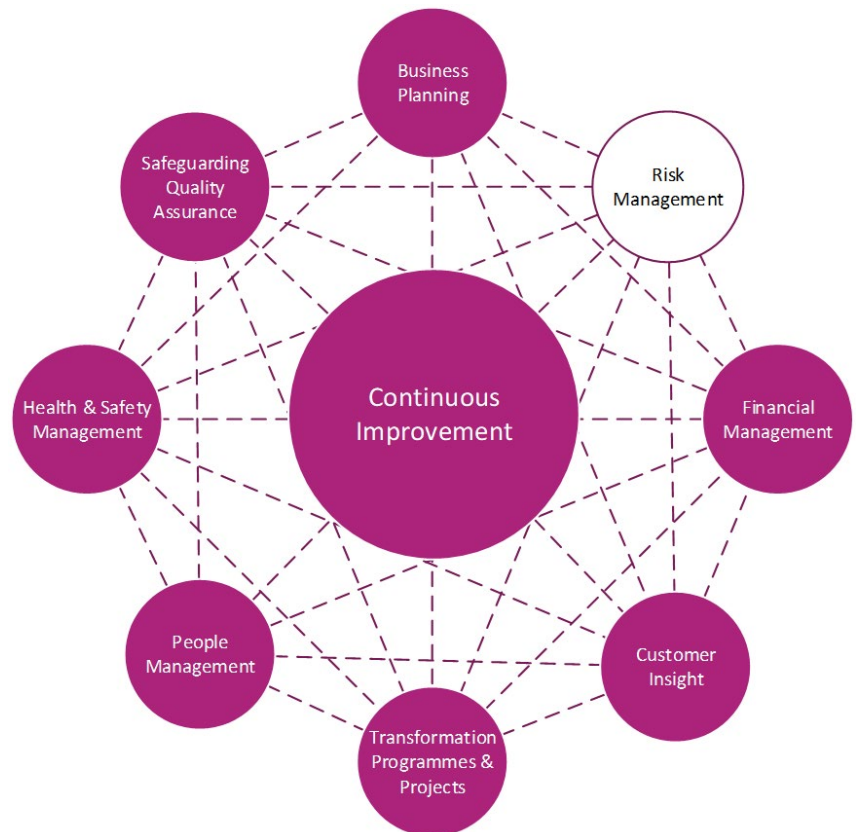 Business
Planning
Risk
Management
Safeguarding
Quality
Assurance
Continuous
Improvement
Health & Safety
Management
Financial
Management
People
Management
Customer
Insight
Transformation
Programmes &
Projects